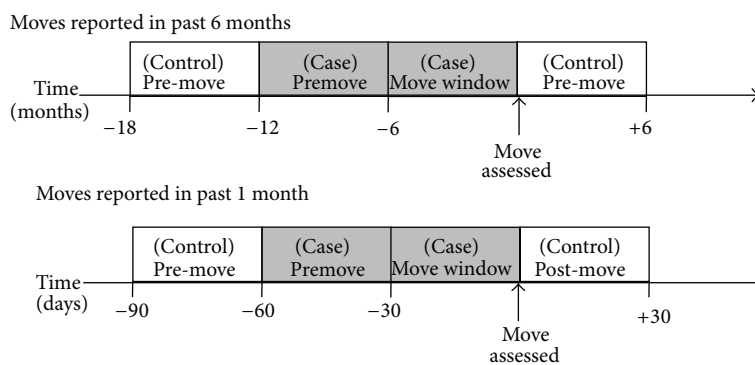 Moves reported in past 6 months
(Control) (Case) (Case) (Control)
Pre-move Premove Move window Pre-move
Time
(months)
−18 −12 −6 +6
Move
assessed
Moves reported in past 1 month
(Control) (Case) (Case) (Control)
Pre-move Premove Move window Post-move
Time
(days)
−90 −60 −30 +30
Move
assessed